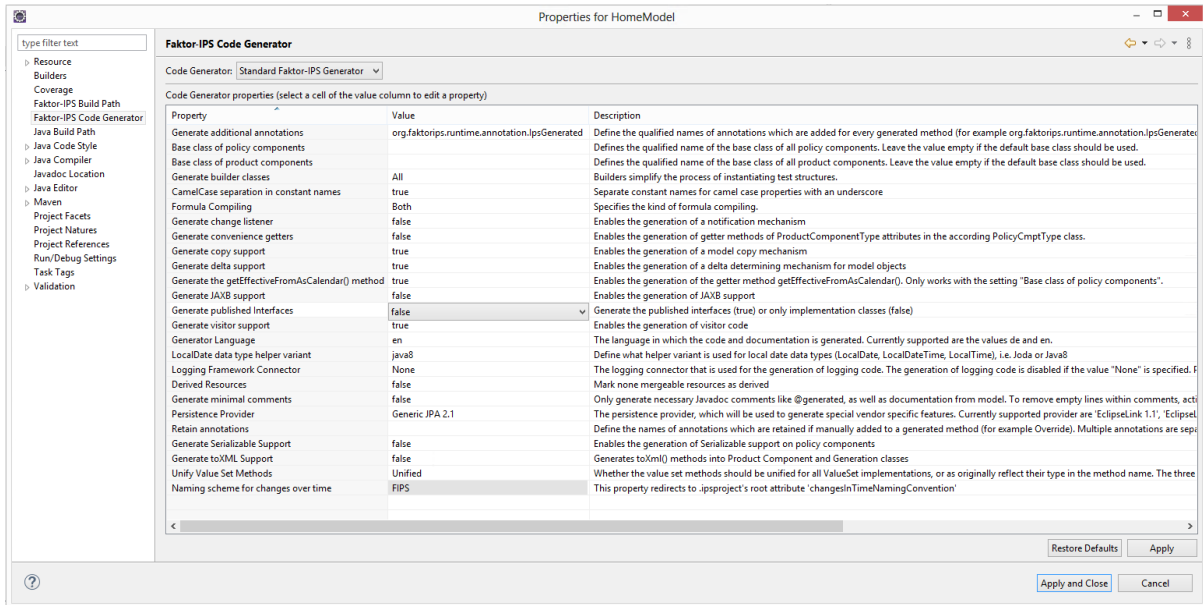 Properties for HomeModel
type filter text
Resource
Builders
Coverage
Faktor-IPS Build Path
Faktor-IPS Code Generator
Java Build Path
Java Code Style
Java Compiler
Javadoc Location
Java Editor
Maven
Project Facets
Project Natures
Project References
Run/Debug Settings
Task Tags
Validation
Faktor-IPS Code Generator
Code Generator: Standard Faktor-IPS Generator
Code Generator properties (select a cell of the value column to edit a property)
Property Value Description
Generate additional annotations org.faktorips.runtime.annotation.IpsGenerated Define the qualified names of annotations which are added for every generated method (for example org.faktorips.runtime.annotation.IpsGenerated
Base class of policy components Defines the qualified name of the base class of all policy components. Leave the value empty if the default base class should be used.
Base class of product components Defines the qualified name of the base class of all product components. Leave the value empty if the default base class should be used.
Generate builder classes All Builders simplify the process of instantiating test structures.
CamelCase separation in constant names true Separate constant names for camel case properties with an underscore
Formula Compiling Both Specifies the kind of formula compiling.
Generate change listener false Enables the generation of a notification mechanism
Generate convenience getters false Enables the generation of getter methods of ProductComponentType attributes in the according PolicyCmptType class.
Generate copy support true Enables the generation of a model copy mechanism
Generate delta support true Enables the generation of a delta determining mechanism for model objects
Generate the getEffectiveFromAsCalendar() method true Enables the generation of the getter method getEffectiveFromAsCalendar(). Only works with the setting "Base class of policy components".
Generate JAXB support false Enables the generation of JAXB support
Generate published Interfaces false Generate the published interfaces (true) or only implementation classes (false)
Generate visitor support true Enables the generation of visitor code
Generator Language en The language in which the code and documentation is generated. Currently supported are the values de and en.
LocalDate data type helper variant java8 Define what helper variant is used for local date data types (LocalDate, LocalDateTime, LocalTime), i.e. Joda or Java8
Logging Framework Connector None The logging connector that is used for the generation of logging code. The generation of logging code is disabled if the value "None" is specified.
Derived Resources false Mark none mergeable resources as derived
Generate minimal comments false Only generate necessary Javadoc comments like @generated, as well as documentation from model. To remove empty lines within comments, acti
Persistence Provider Generic JPA 2.1 The persistence provider, which will be used to generate special vendor specific features. Currently supported provider are 'EclipseLink 1.1', 'EclipseL
Retain annotations Define the names of annotations which are retained if manually added to a generated method (for example Override). Multiple annotations are sepa
Generate Serializable Support false Enables the generation of Serializable support on policy components
Generate toXML Support false Generates toXml() methods into Product Component and Generation classes
Unify Value Set Methods Unified Whether the value set methods should be unified for all ValueSet implementations, or as originally reflect their type in the method name. The three
Naming scheme for changes over time FIPS This property redirects to .ipsproject's root attribute 'changesInTimeNamingConvention'
Restore Defaults Apply
Apply and Close Cancel